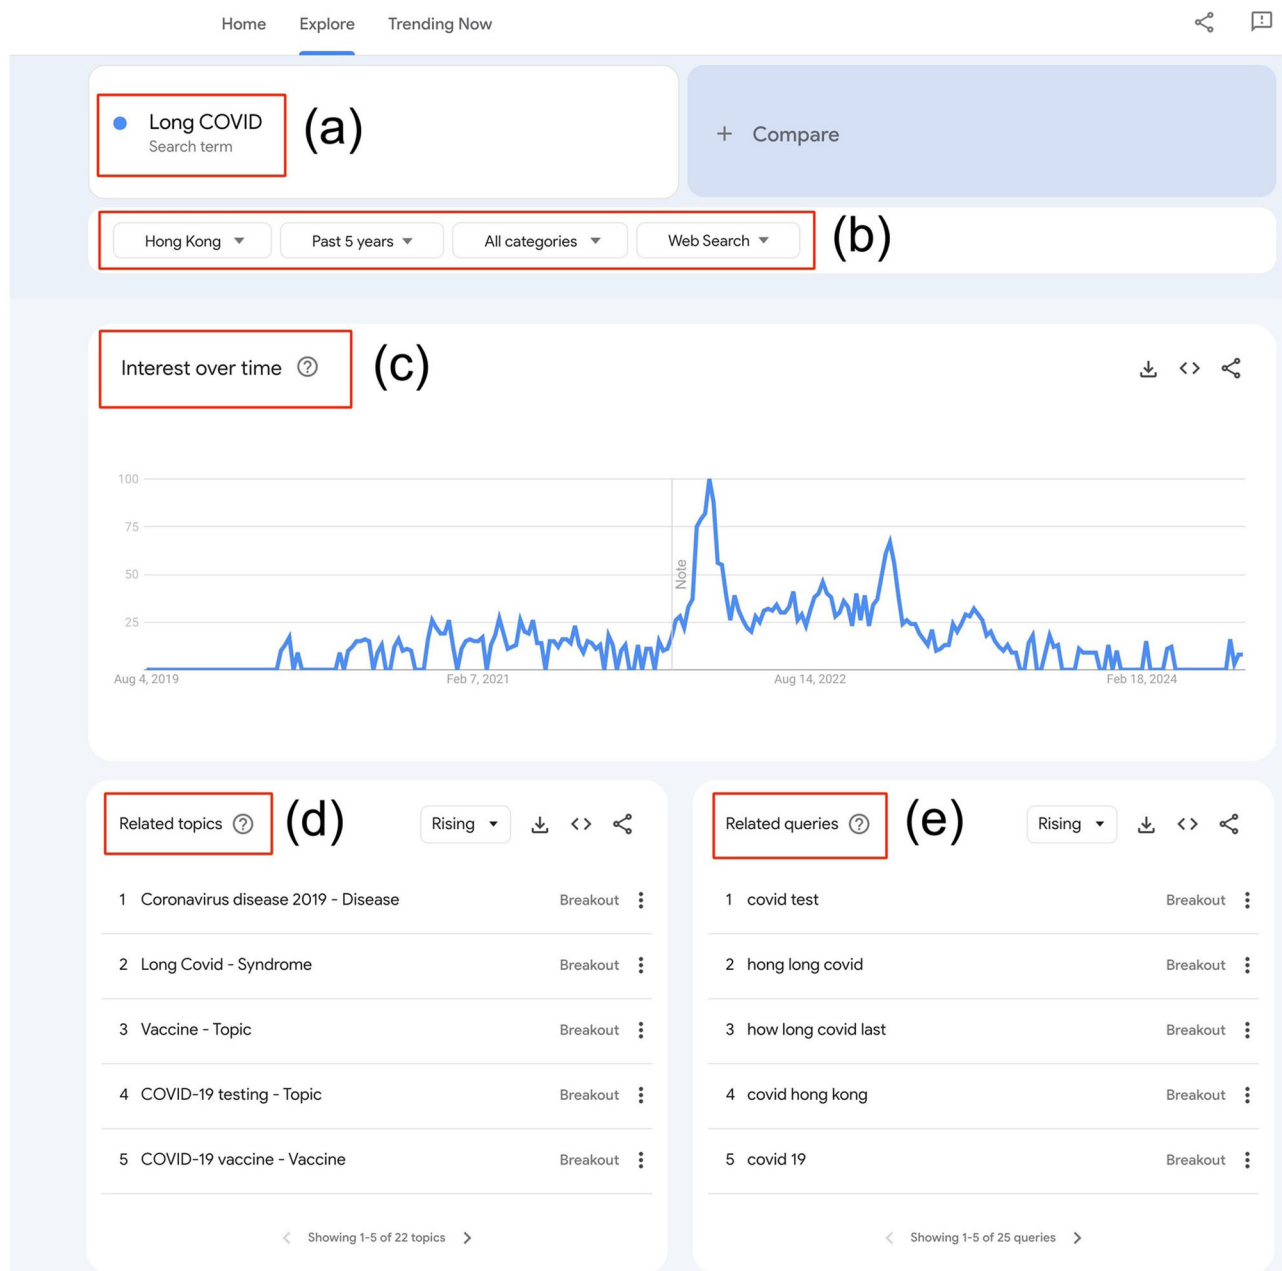 Home Explore Trending Now
Long COVID
Search term
(a)
+ Compare
Hong Kong Past 5 years All categories Web Search
(b)
Interest over time
(c)
100
75
50
25
Note
Aug 4, 2019 Feb 7, 2021 Aug 14, 2022 Feb 18, 2024
Related topics
(d)
Rising
1 Coronavirus disease 2019 - Disease Breakout
2 Long Covid - Syndrome Breakout
3 Vaccine - Topic Breakout
4 COVID-19 testing - Topic Breakout
5 COVID-19 vaccine - Vaccine Breakout
Showing 1-5 of 22 topics
Related queries
(e)
Rising
1 covid test Breakout
2 hong long covid Breakout
3 how long covid last Breakout
4 covid hong kong Breakout
5 covid 19 Breakout
Showing 1-5 of 25 queries